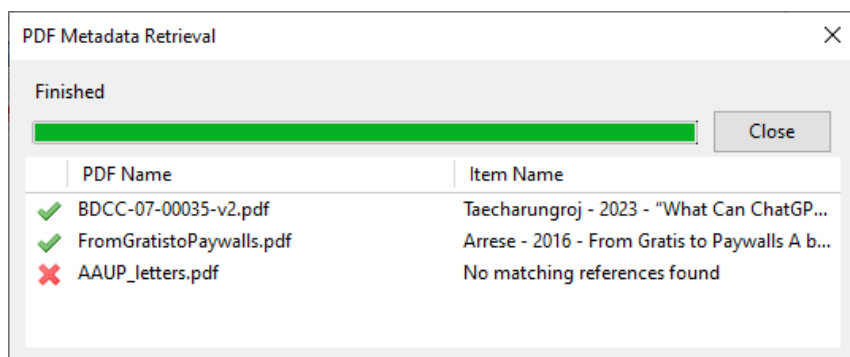 PDF Metadata Retrieval
Finished
Close
PDF Name Item Name
BDCC-07-00035-v2.pdf Taecharungroj - 2023 - “What Can ChatGP...
FromGratistoPaywalls.pdf Arrese - 2016 - From Gratis to Paywalls A b...
AAUP_letters.pdf No matching references found